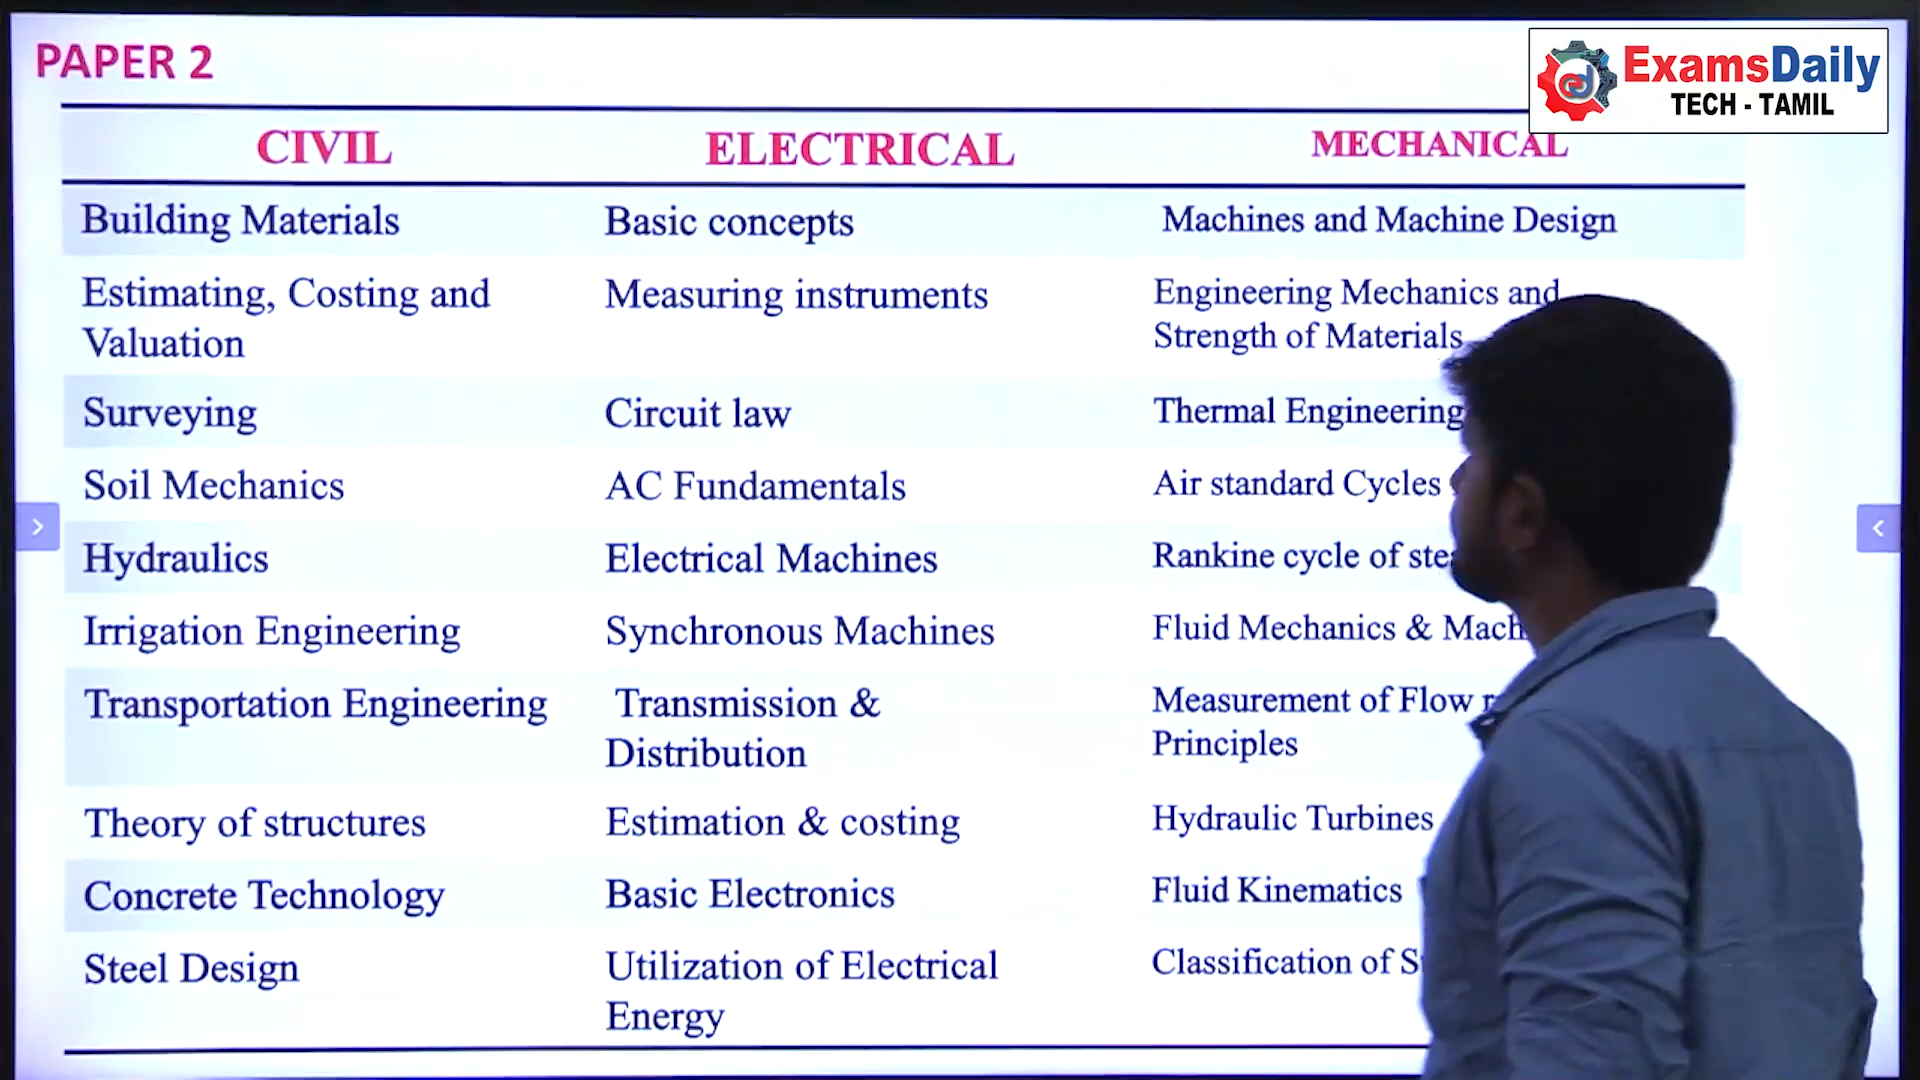 PAPER 2
ExamsDaily
TECH - TAMIL
CIVIL ELECTRICAL MECHANICAL
Building Materials Basic concepts Machines and Machine Design
Estimating, Costing and Measuring instruments Engineering Mechanics and
Valuation Strength of Materials
Surveying Circuit law Thermal Engineering
Soil Mechanics AC Fundamentals Air standard Cycles
Hydraulics Electrical Machines Rankine cycle of
Irrigation Engineering Synchronous Machines Fluid Mechanics &
Transportation Engineering Transmission & Measurement of Flow
Distribution Principles
Theory of structures Estimation & costing Hydraulic Turbines
Concrete Technology Basic Electronics Fluid Kinematics
Steel Design Utilization of Electrical Classification of
Energy